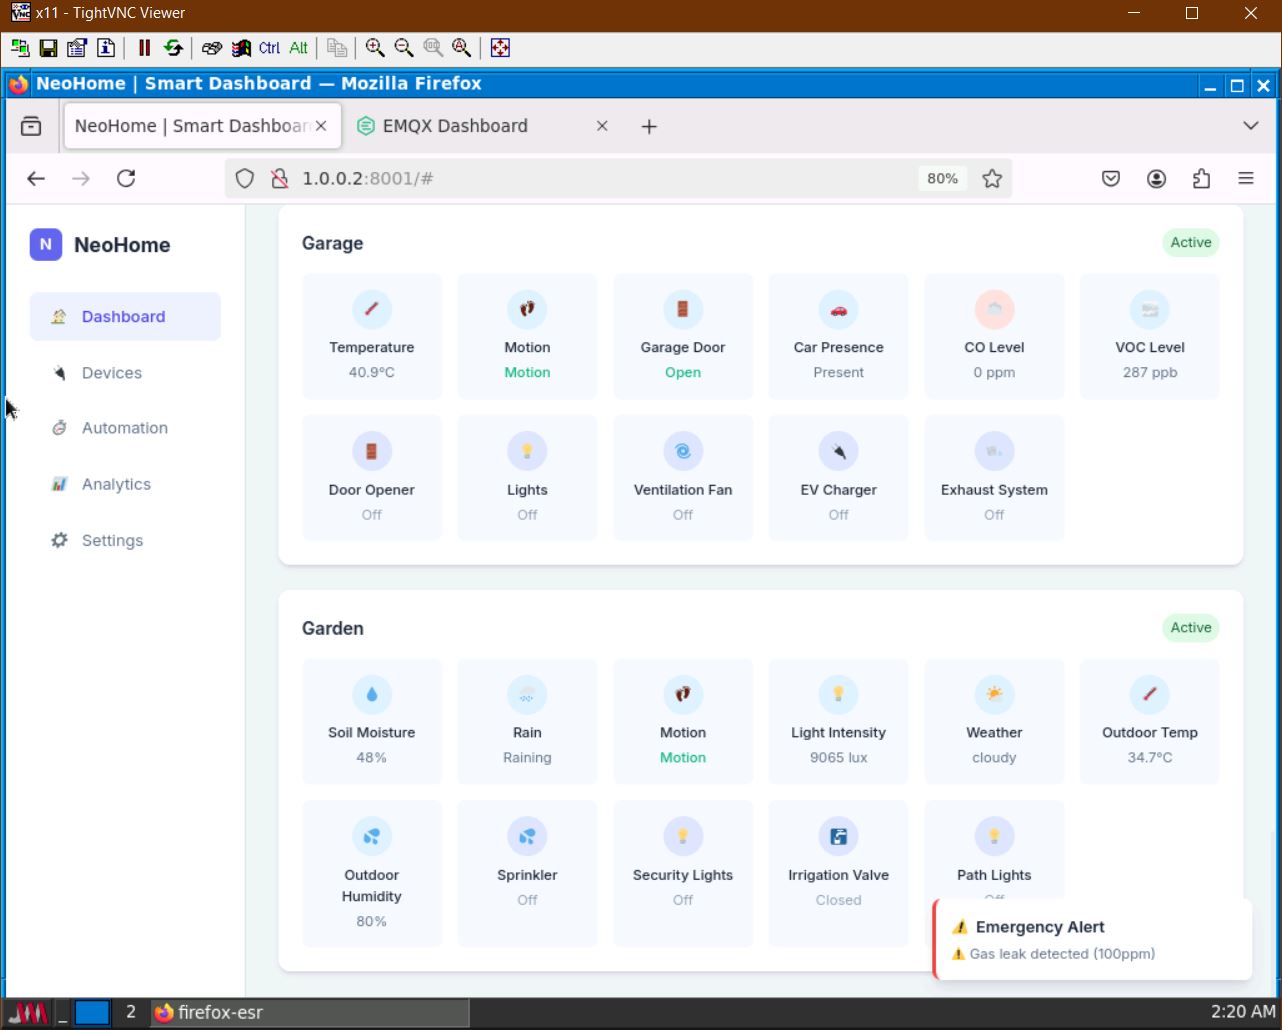 x11 - TightVNC Viewer
Ctrl Alt
NeoHome | Smart Dashboard — Mozilla Firefox
NeoHome | Smart Dashboar
EMQX Dashboard
1.0.0.2:8001/#
80%
N NeoHome
Dashboard
Devices
Automation
Analytics
Settings
Garage
Active
Temperature
40.9°C
Motion
Motion
Garage Door
Open
Car Presence
Present
CO Level
0 ppm
VOC Level
287 ppb
Door Opener
Off
Lights
Off
Ventilation Fan
Off
EV Charger
Off
Exhaust System
Off
Garden
Active
Soil Moisture
48%
Rain
Raining
Motion
Motion
Light Intensity
9065 lux
Weather
cloudy
Outdoor Temp
34.7°C
Outdoor
Humidity
80%
Sprinkler
Off
Security Lights
Off
Irrigation Valve
Closed
Path Lights
Off
Emergency Alert
Gas leak detected (100ppm)
2
firefox-esr
2:20 AM